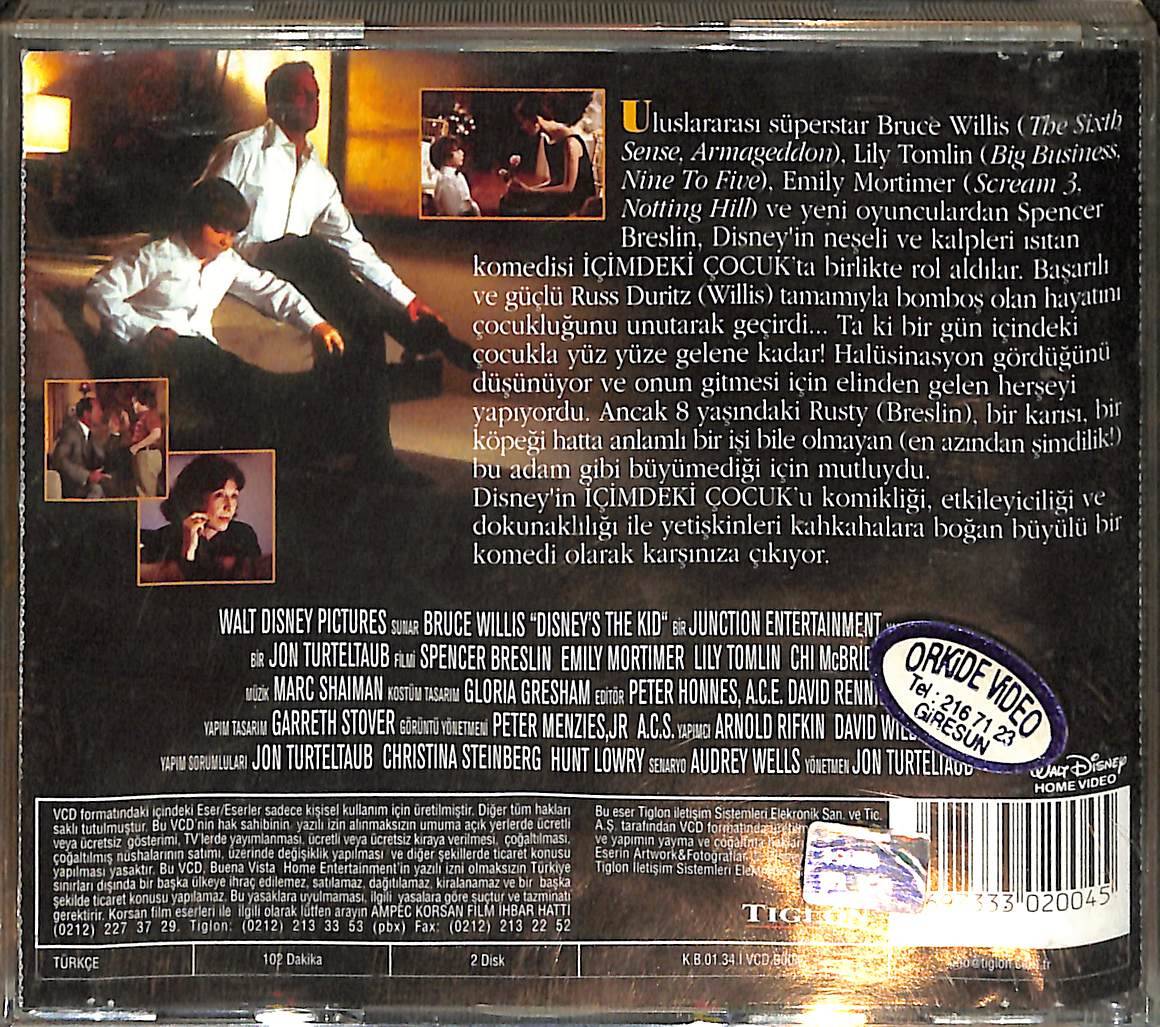 Uluslararası süperstar Bruce Willis (The Sixth
Sense, Armageddon), Lily Tomlin (Big Business,
Nine To Five), Emily Mortimer (Scream 3,
Notting Hill) ve yeni oyunculardan Spencer
Breslin, Disney'in neşeli ve kalpleri ısıtan
komedisi İÇİMDEKİ ÇOCUK'ta birlikte rol aldılar. Başarılı
ve güçlü Russ Duritz (Willis) tamamıyla bomboş olan hayatını
çocukluğunu unutarak geçirdi... Ta ki bir gün içindeki
çocukla yüz yüze gelene kadar! Halüsinasyon gördüğünü
düşünüyor ve onun gitmesi için elinden gelen herşeyi
yapıyordu. Ancak 8 yaşındaki Rusty (Breslin), bir karısı, bir
köpeği hatta anlamlı bir işi bile olmayan (en azından şimdilik!)
bu adam gibi büyümediği için mutluydu.
Disney'in İÇİMDEKİ ÇOCUK'u komikliği, etkileyiciliği ve
dokunaklılığı ile yetişkinleri kahkahalara boğan büyülü bir
komedi olarak karşınıza çıkıyor.
WALT DISNEY PICTURES SUNAR BRUCE WILLIS "DISNEY'S THE KID" BİR JUNCTION ENTERTAINMENT
BİR JON TURTELTAUB FİLMİ SPENCER BRESLIN EMILY MORTIMER LILY TOMLIN CHI McBRID
MÜZİK MARC SHAIMAN KOSTÜM TASARIM GLORIA GRESHAM EDİTÖR PETER HONNES, A.C.E. DAVID RENN
YAPIM TASARIM GARRETH STOVER GÖRÜNTÜ YÖNETMENİ PETER MENZIES,JR A.C.S. YAPIMCI ARNOLD RIFKIN DAVID WIL
YAPIM SORUMLULARI JON TURTELTAUB CHRISTINA STEINBERG HUNT LOWRY SENARYO AUDREY WELLS YÖNETMEN JON TURTELTAUB
ORKİDE VİDEO
Tel : 216 71 23
GİRESUN
WALT DISNEY
HOME VIDEO
VCD formatındaki içindeki Eser/Eserler sadece kişisel kullanım için üretilmiştir. Diğer tüm hakları
saklı tutulmuştur. Bu VCD'nin hak sahibinin yazılı izin alınmaksızın umuma açık yerlerde ücretli
veya ücretsiz gösterimi, TV'lerde yayımlanması, ücretli veya ücretsiz kiraya verilmesi, çoğaltılması,
çoğaltılmış nüshalarının satımı, üzerinde değişiklik yapılması ve diğer şekillerde ticaret konusu
yapılması yasaktır. Bu VCD, Buena Vista Home Entertainment'in yazılı izni olmaksızın Türkiye
sınırları dışında bir başka ülkeye ihraç edilemez, satılamaz, dağıtılamaz, kiralanamaz ve bir başka
şekilde ticaret konusu yapılamaz. Bu yasaklara uyulmaması, ilgili yasalara göre suçtur ve tazminatı
gerektirir. Korsan film eserleri ile ilgili olarak lütfen arayın AMPEC KORSAN FİLM İHBAR HATTI
(0212) 227 37 29. Tiglon: (0212) 213 33 53 (pbx) Fax: (0212) 213 22 52
Bu eser Tiglon İletişim Sistemleri Elekronik San. ve Tic.
A.Ş. tarafından VCD formatında
ve yapımın yayma ve çoğaltma
Eserin Artwork&Fotoğrafları
Tiglon İletişim Sistemleri
TIGLON
333 020045
TÜRKÇE
102 Dakika
2 Disk
K.B.01.34.I VCD